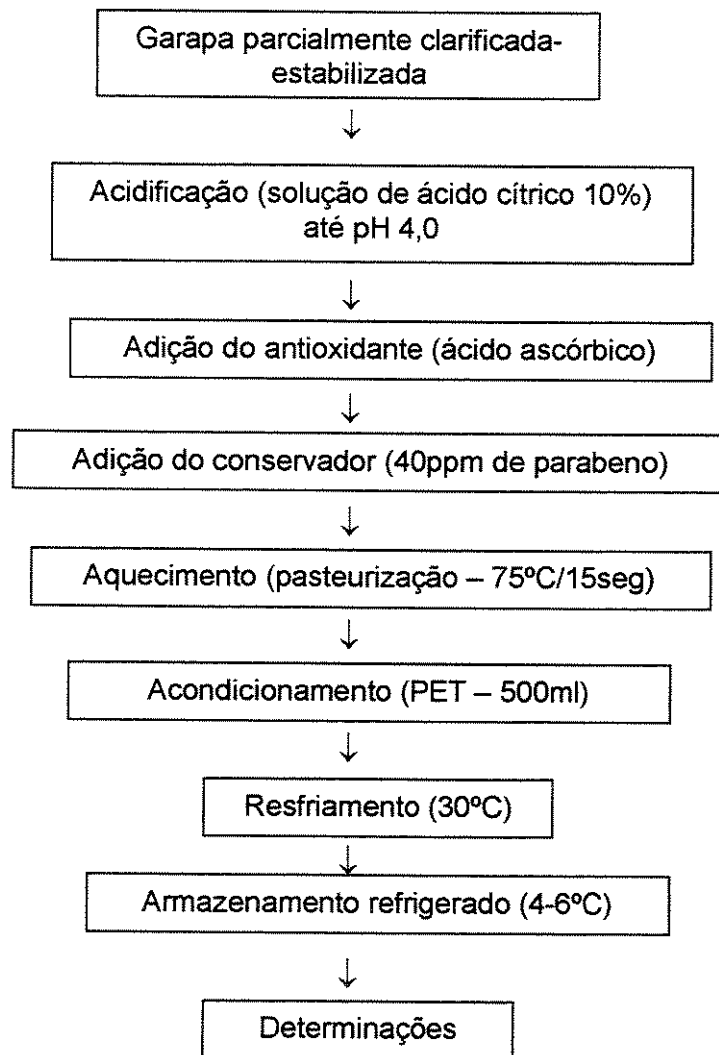 Garapa parcialmente clarificada-
estabilizada
↓
Acidificação (solução de ácido cítrico 10%)
até pH 4,0
↓
Adição do antioxidante (ácido ascórbico)
↓
Adição do conservador (40ppm de parabeno)
↓
Aquecimento (pasteurização – 75ºC/15seg)
↓
Acondicionamento (PET – 500ml)
↓
Resfriamento (30ºC)
↓
Armazenamento refrigerado (4-6ºC)
↓
Determinações